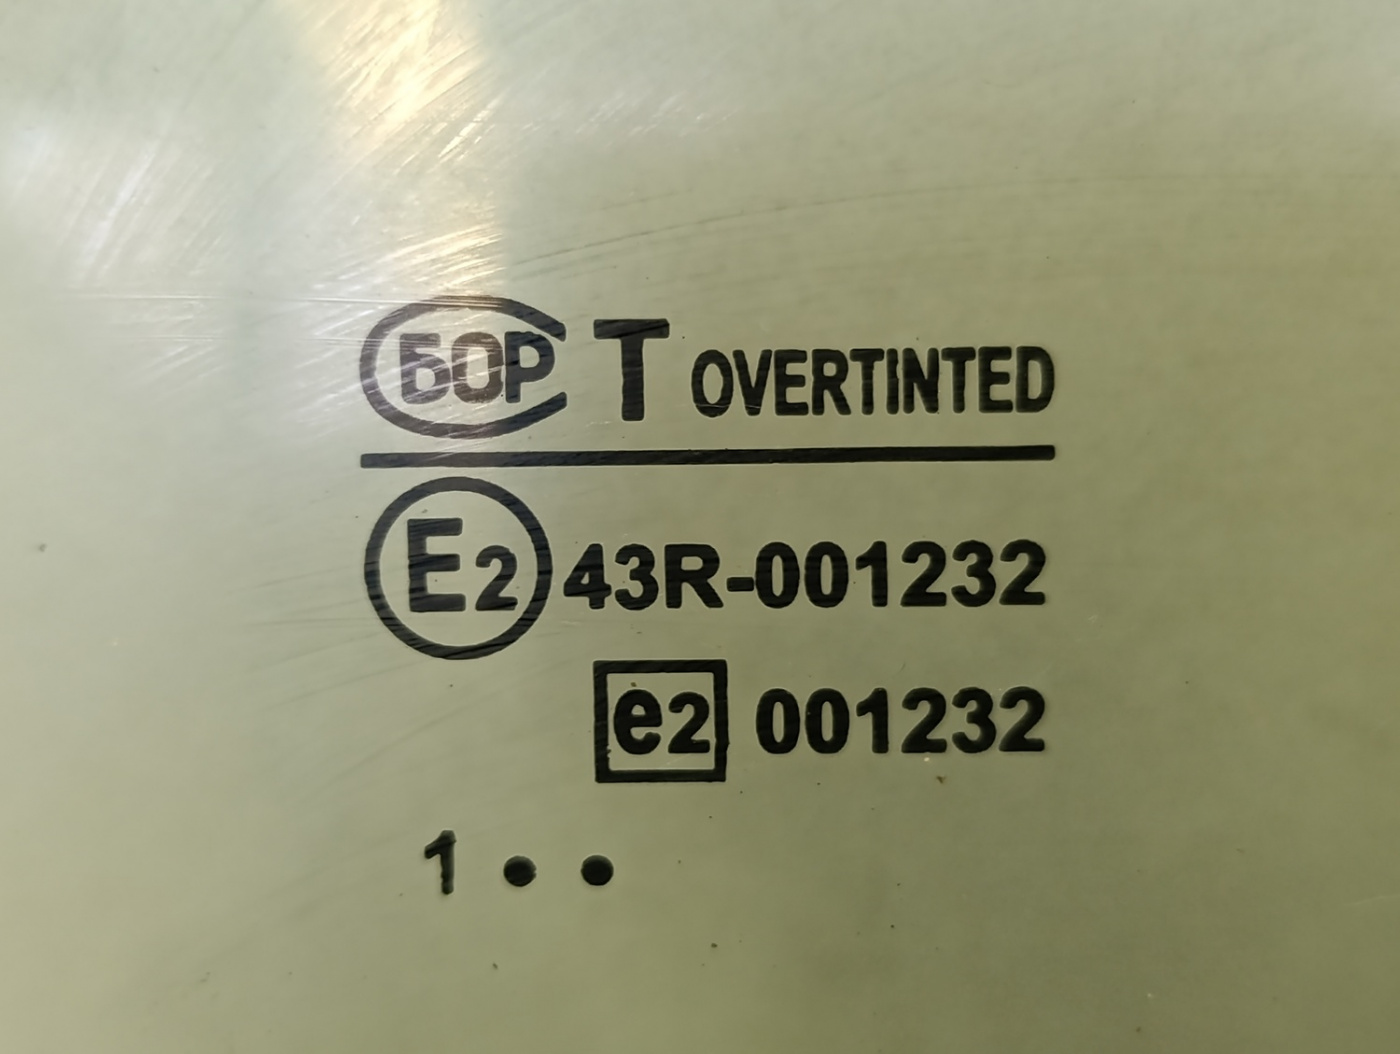 БОР T OVERTINTED
E2 43R-001232
e2 001232
1 • •